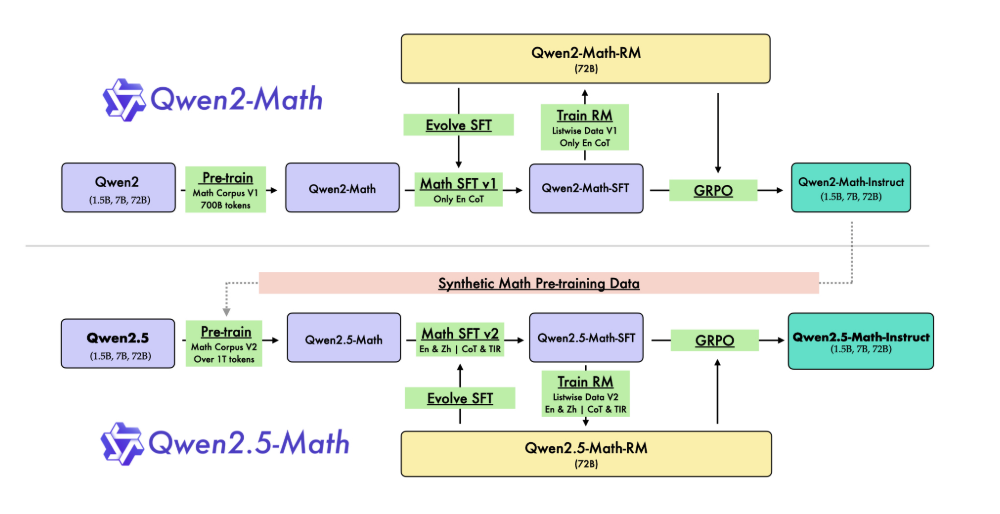 Qwen2-Math-RM
(72B)
Qwen2-Math
Evolve SFT
Train RM
Listwise Data V1
Only En CoT
Qwen2
(1.5B, 7B, 72B)
Pre-train
Math Corpus V1
700B tokens
Qwen2-Math
Math SFT v1
Only En CoT
Qwen2-Math-SFT
GRPO
Qwen2-Math-Instruct
(1.5B, 7B, 72B)
Synthetic Math Pre-training Data
Qwen2.5
(1.5B, 7B, 72B)
Pre-train
Math Corpus V2
Over 1T tokens
Qwen2.5-Math
Math SFT v2
En & Zh | CoT & TIR
Qwen2.5-Math-SFT
GRPO
Qwen2.5-Math-Instruct
(1.5B, 7B, 72B)
Evolve SFT
Train RM
Listwise Data V2
En & Zh | CoT & TIR
Qwen2.5-Math
Qwen2.5-Math-RM
(72B)